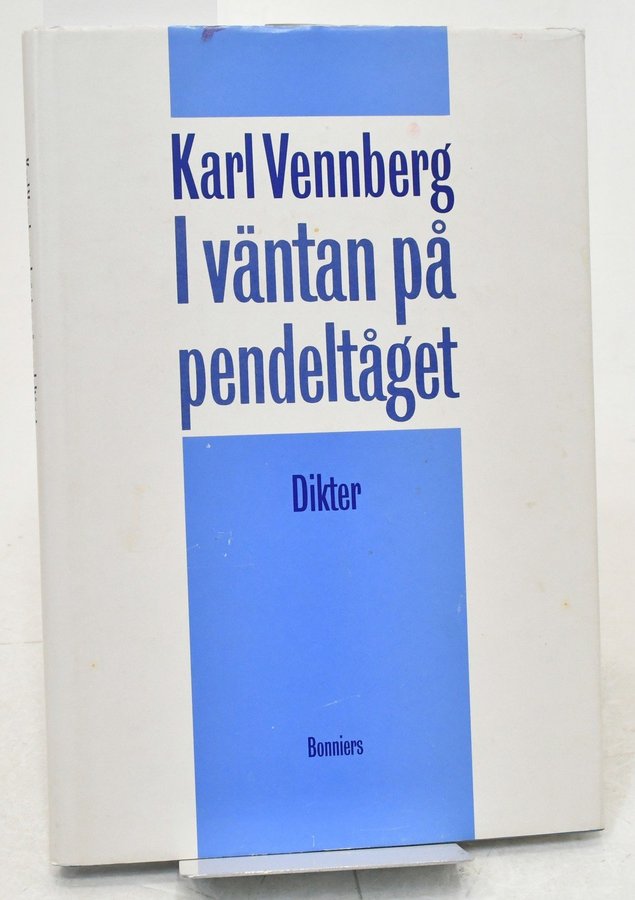 Karl Vennberg
I väntan på
pendeltåget
Dikter
Bonniers